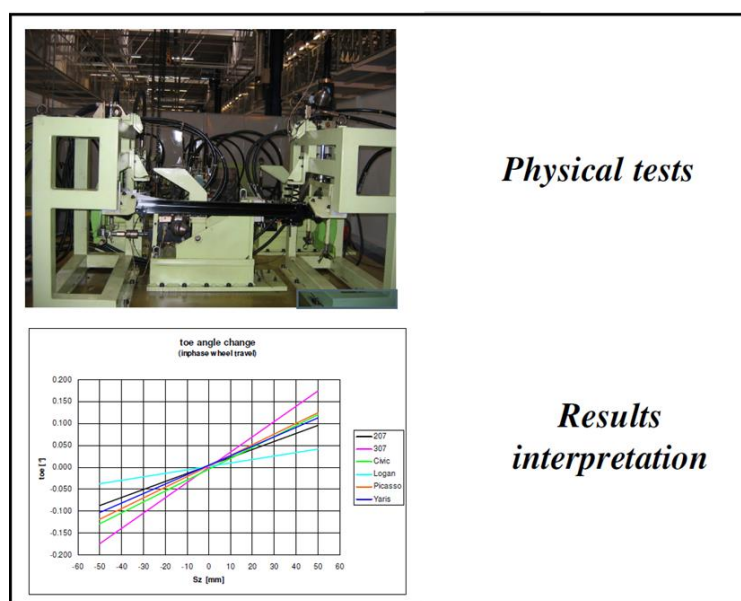 Physical tests
toe angle change
(inphase wheel travel)
0.200
0.150
0.100
0.050
0.000
-0.050
-0.100
-0.150
-0.200
toe [°]
-60 -50 -40 -30 -20 -10 0 10 20 30 40 50 60
Sz [mm]
207
307
Civic
Logan
Picasso
Yaris
Results
interpretation